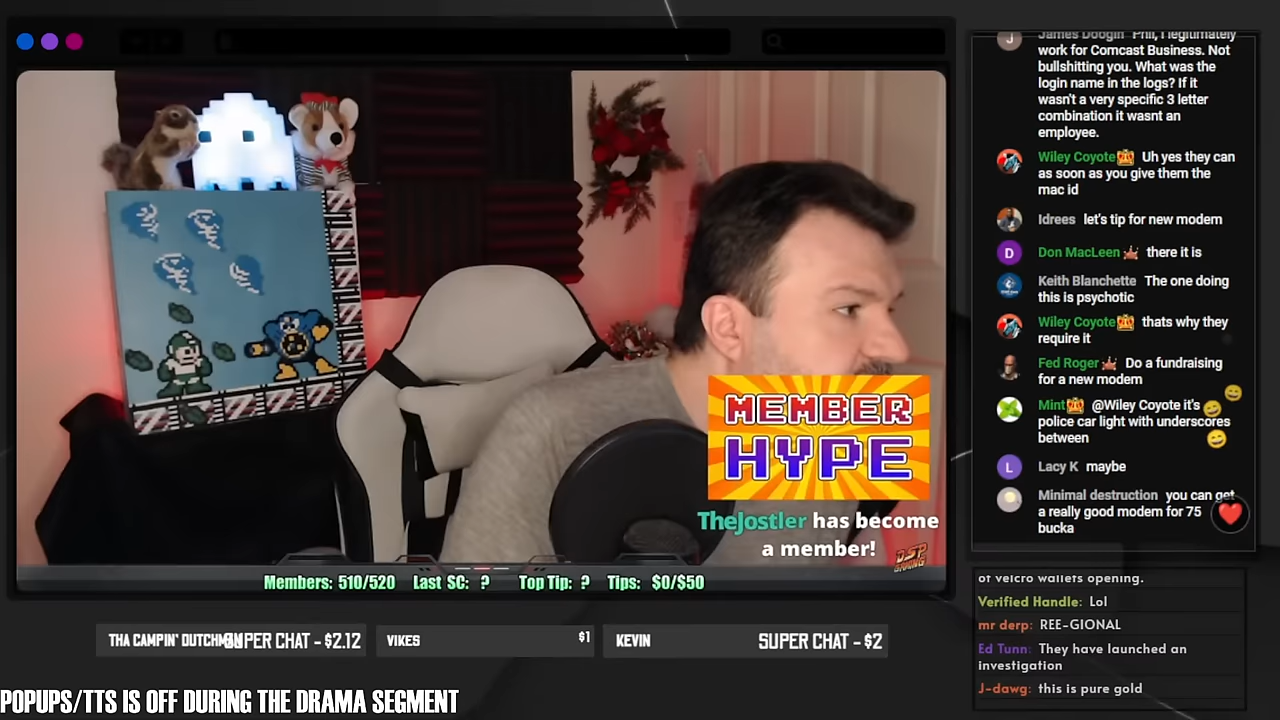 James Doogin Phil, I legitimately
work for Comcast Business. Not
bullshitting you. What was the
login name in the logs? If it
wasn't a very specific 3 letter
combination it wasnt an
employee.
Wiley Coyote Uh yes they can
as soon as you give them the
mac id
Idrees let's tip for new modem
Don MacLeen there it is
Keith Blanchette The one doing
this is psychotic
Wiley Coyote thats why they
require it
Fed Roger Do a fundraising
for a new modem
Mint @Wiley Coyote it's
police car light with underscores
between
Lacy K maybe
Minimal destruction you can get
a really good modem for 75
bucka
MEMBER
HYPE
TheJostler has become
a member!
DSP
GAMING
Members: 510/520 Last SC: ? Top Tip: ? Tips: $0/$50
THA CAMPIN' DUTCHMAN SUPER CHAT - $2.12
VIKES $1
KEVIN SUPER CHAT - $2
POPUPS/TTS IS OFF DURING THE DRAMA SEGMENT
of velcro wallets opening.
Verified Handle: Lol
mr derp: REE-GIONAL
Ed Tunn: They have launched an
investigation
J-dawg: this is pure gold